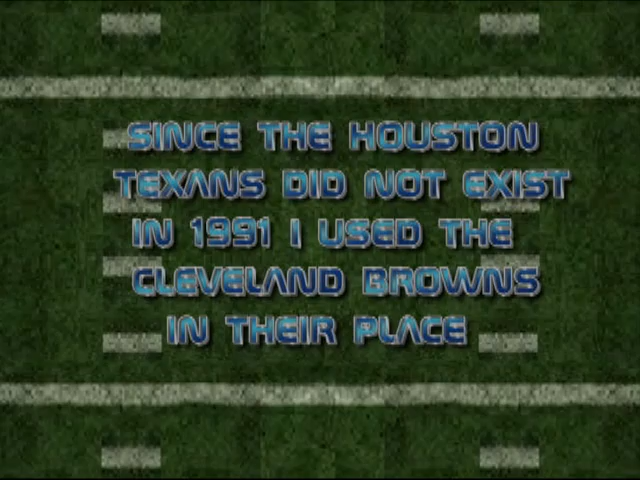 SINCE THE HOUSTON
TEXANS DID NOT EXIST
IN 1991 I USED THE
CLEVELAND BROWNS
IN THEIR PLACE